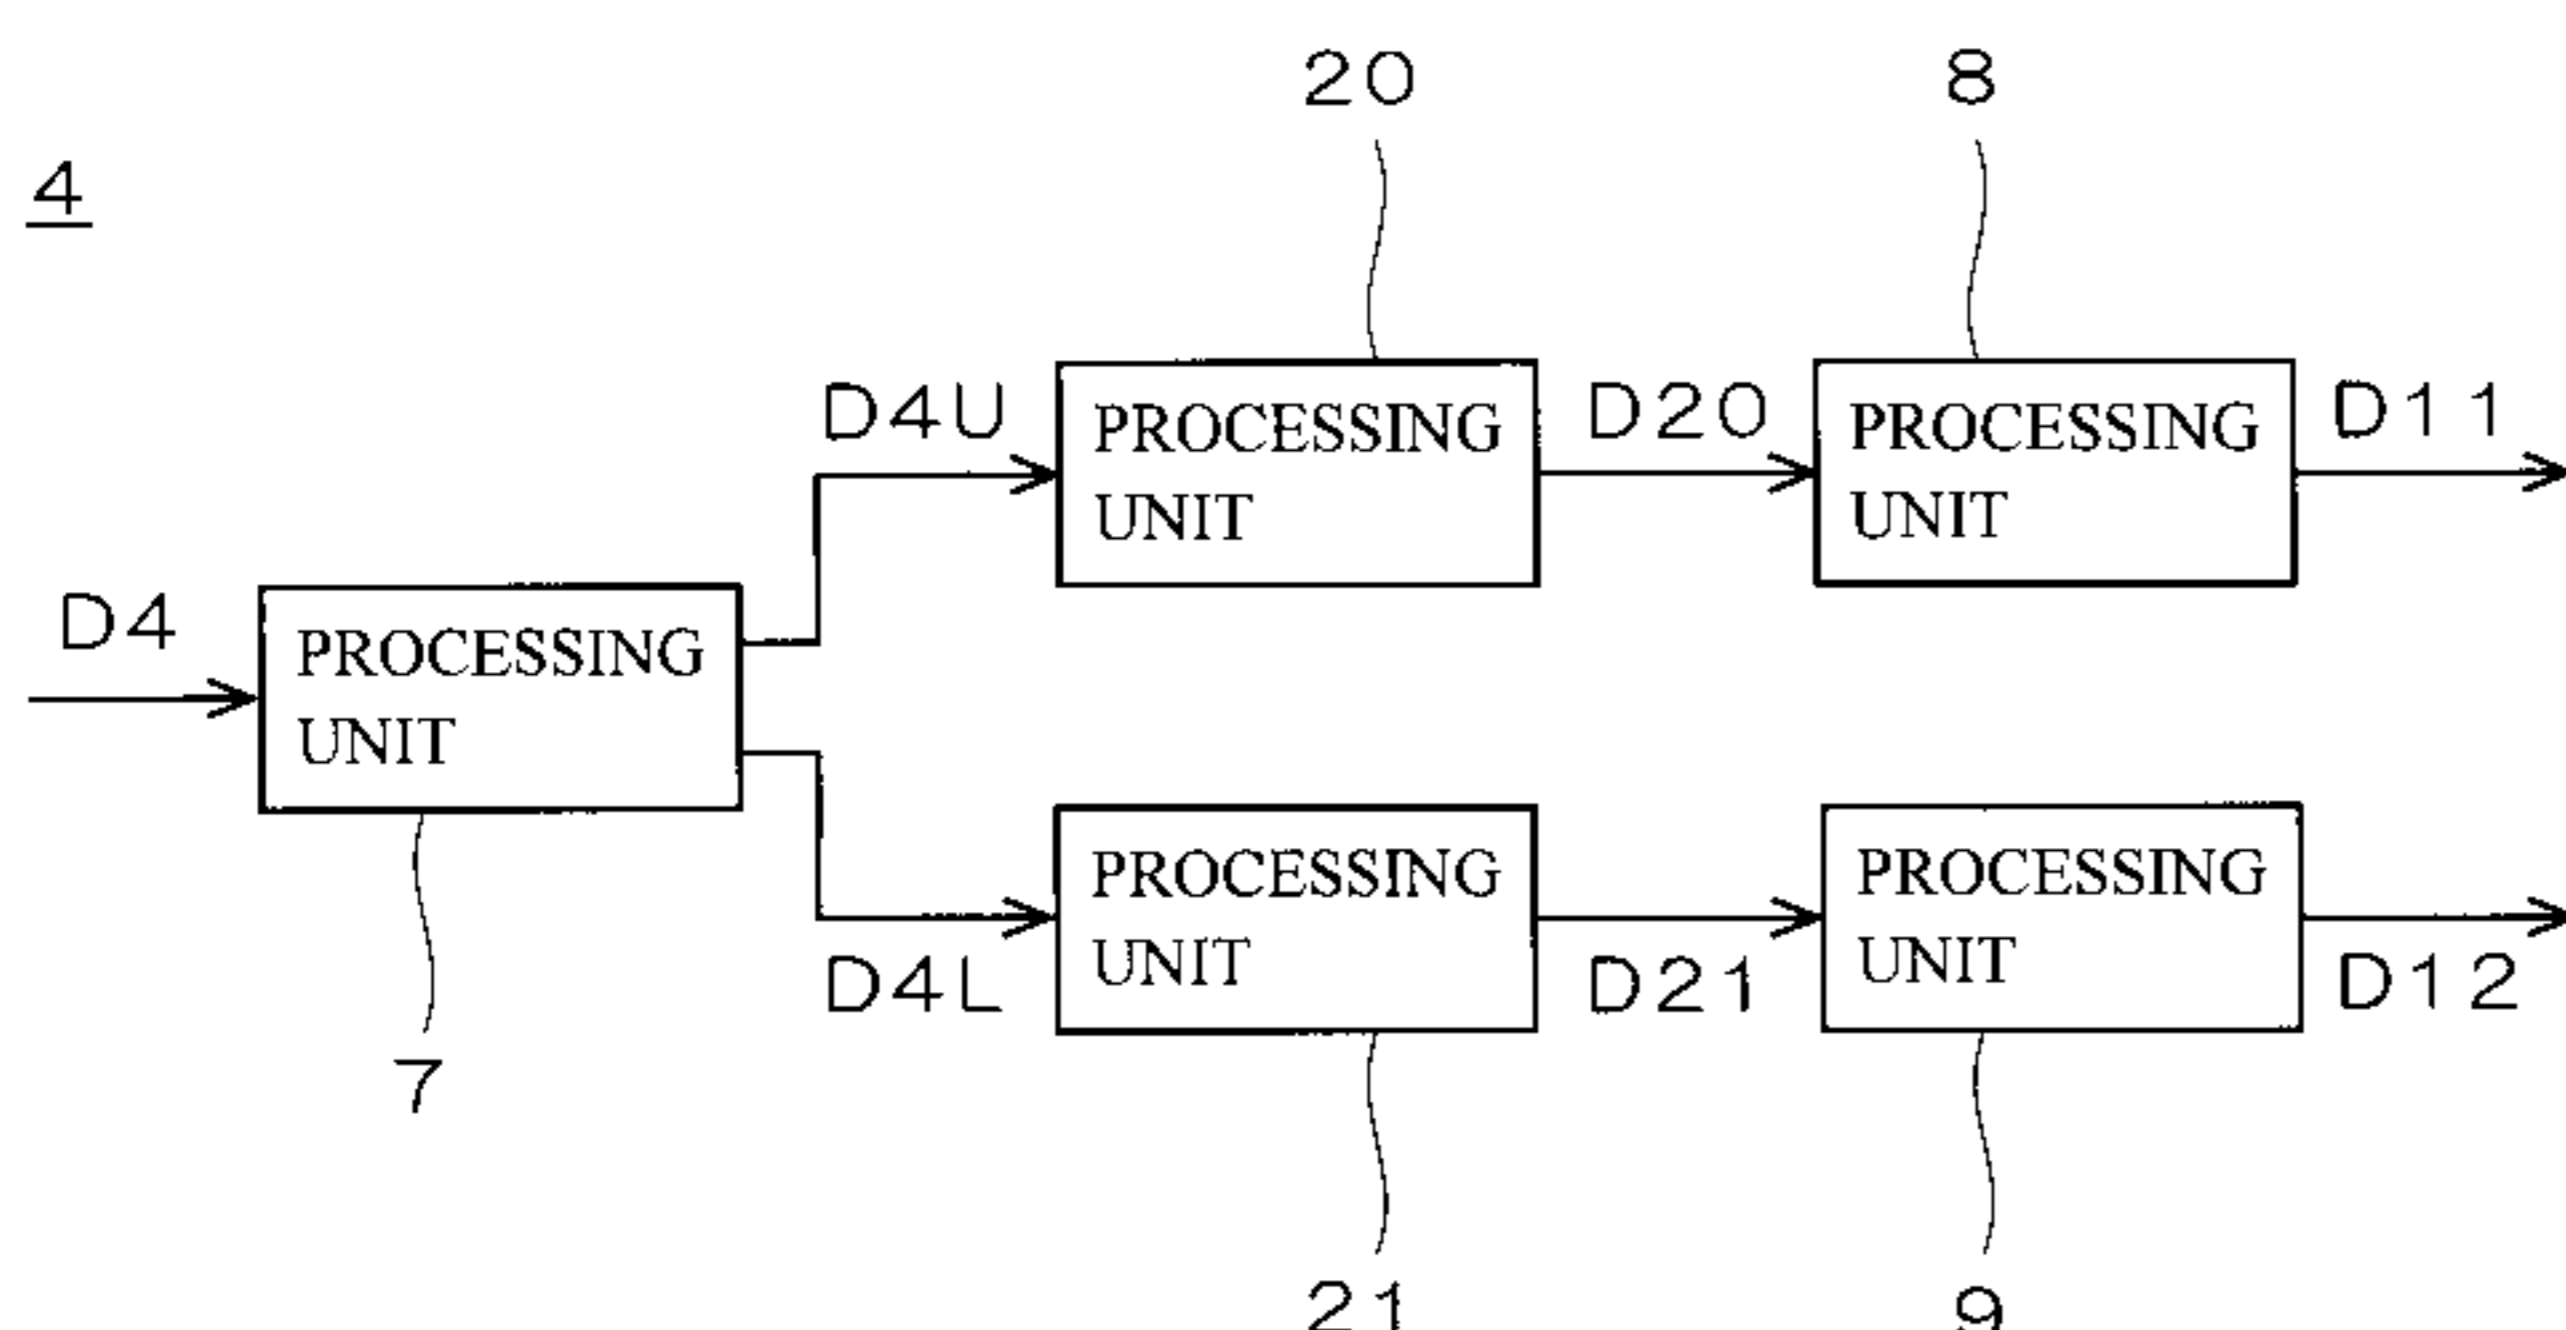 4
20
8
D4U
PROCESSING
UNIT
D20
PROCESSING
UNIT
D11
D4
PROCESSING
UNIT
7
D4L
PROCESSING
UNIT
D21
PROCESSING
UNIT
D12
21
9